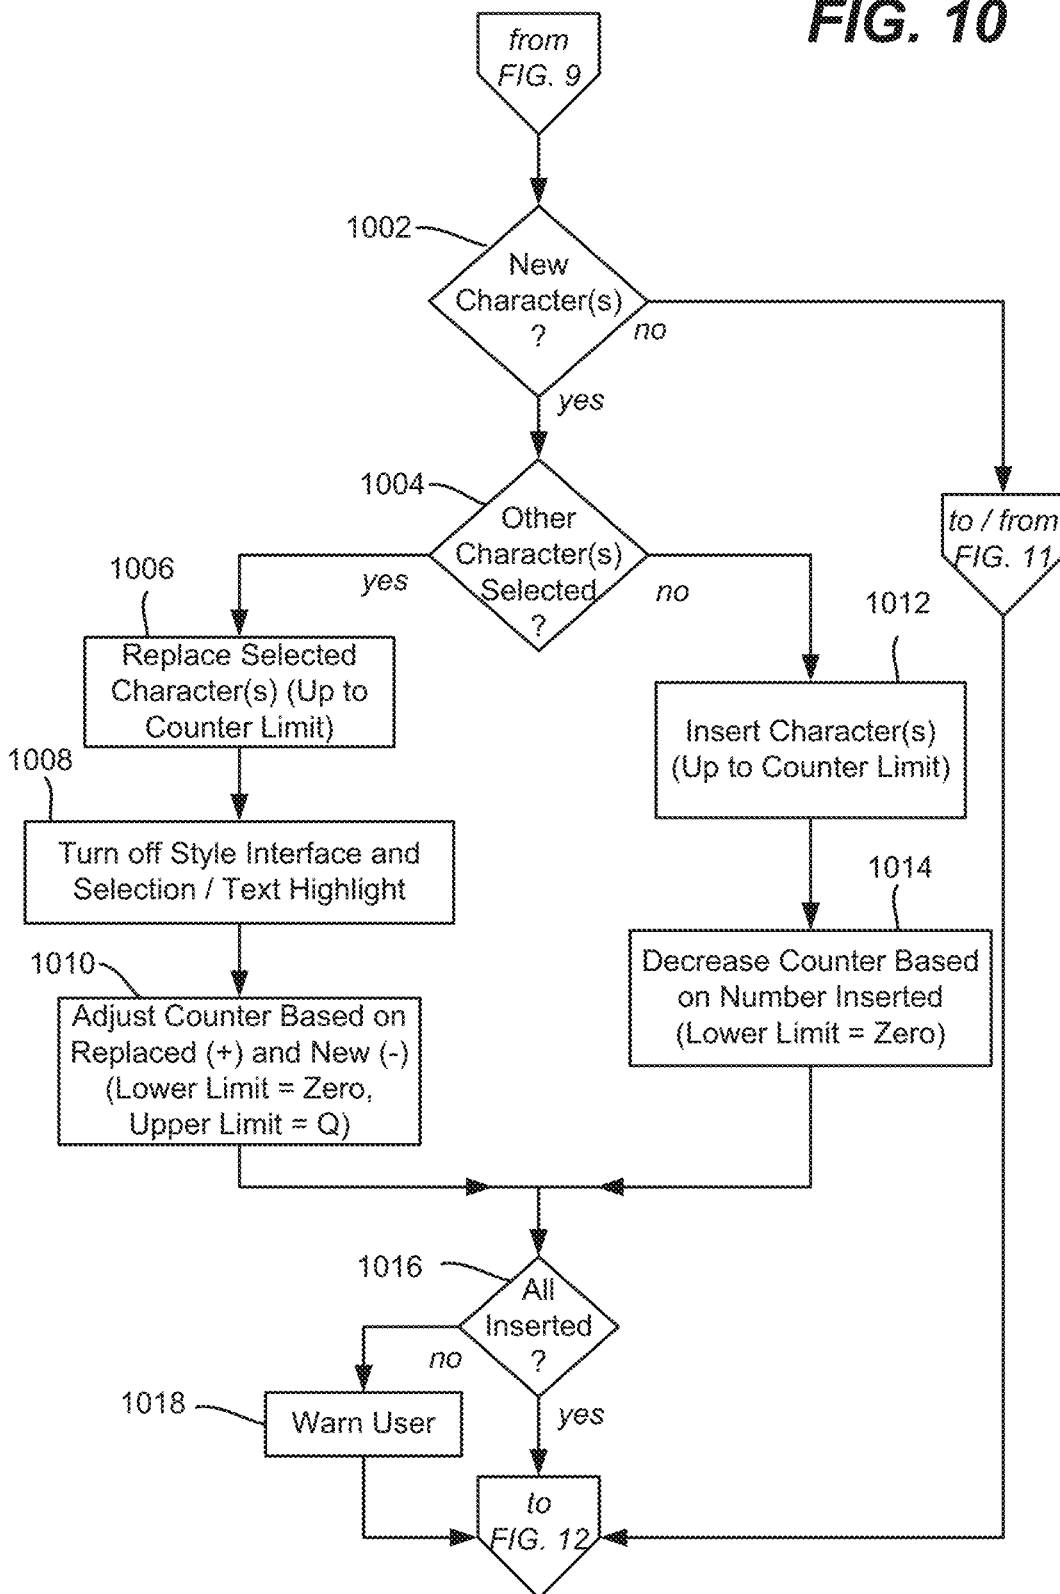 FIG. 10
from
FIG. 9
1002
New
Character(s)
?
no
yes
1004
Other
Character(s)
Selected
?
yes
no
to / from
FIG. 11
1006
Replace Selected
Character(s) (Up to
Counter Limit)
1012
Insert Character(s)
(Up to Counter Limit)
1008
Turn off Style Interface and
Selection / Text Highlight
1014
Decrease Counter Based
on Number Inserted
(Lower Limit = Zero)
1010
Adjust Counter Based on
Replaced (+) and New (-)
(Lower Limit = Zero,
Upper Limit = Q)
1016
All
Inserted
?
no
yes
1018
Warn User
to
FIG. 12